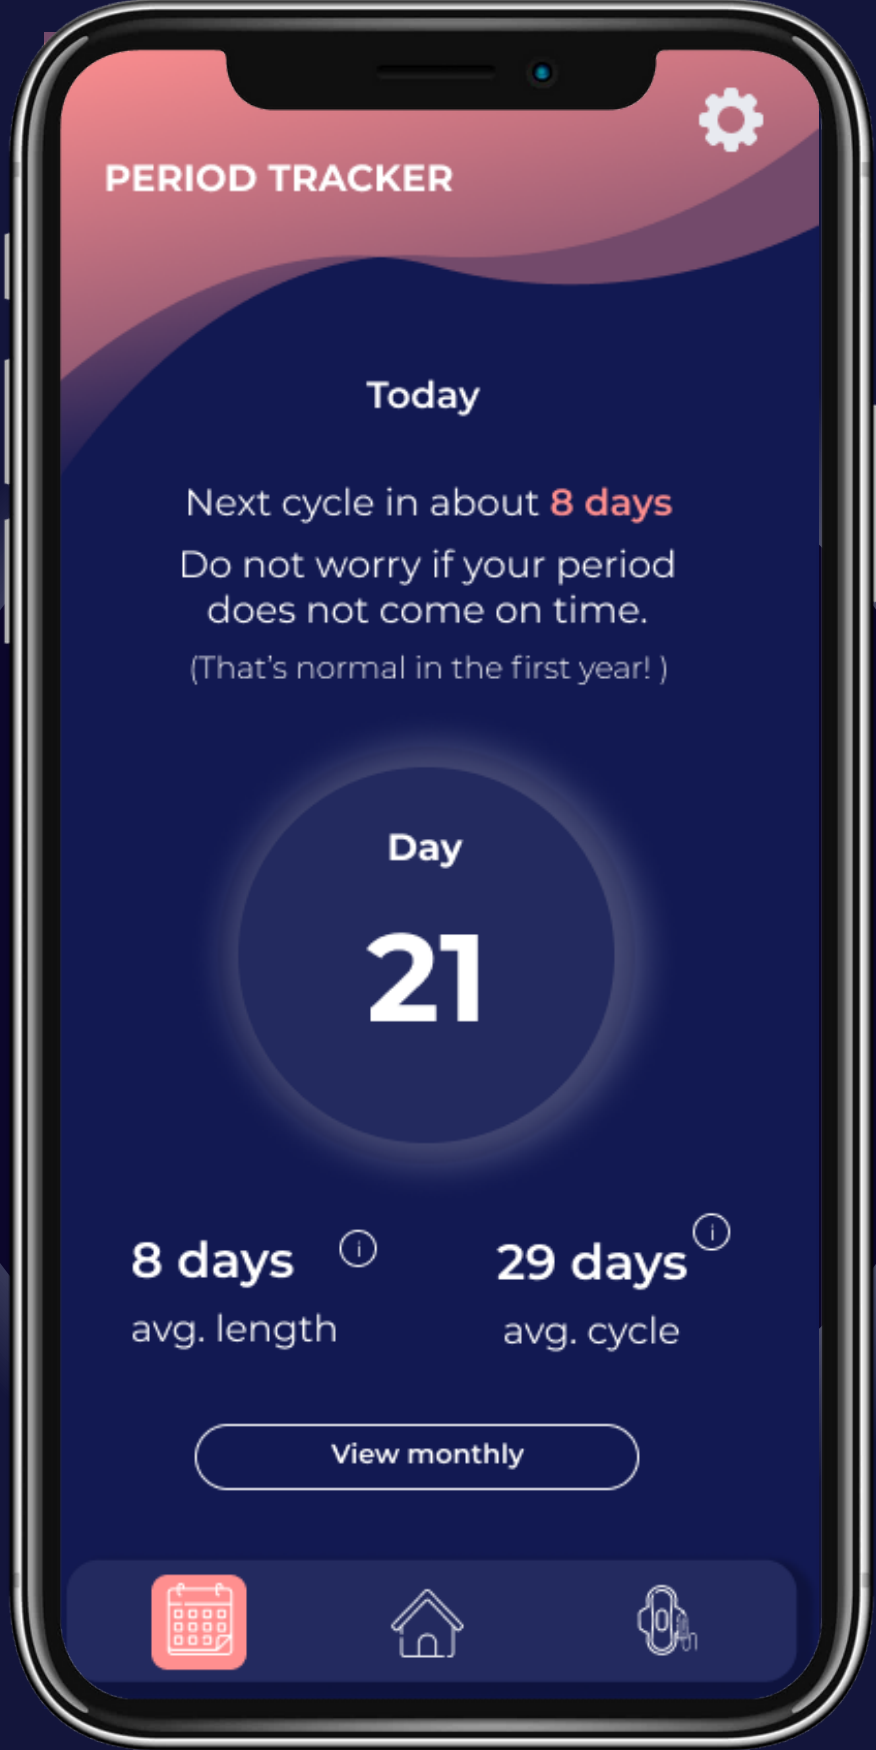 PERIOD TRACKER
Today
Next cycle in about 8 days
Do not worry if your period
does not come on time.
(That's normal in the first year! )
Day
21
8 days i
29 days i
avg. length
avg. cycle
View monthly